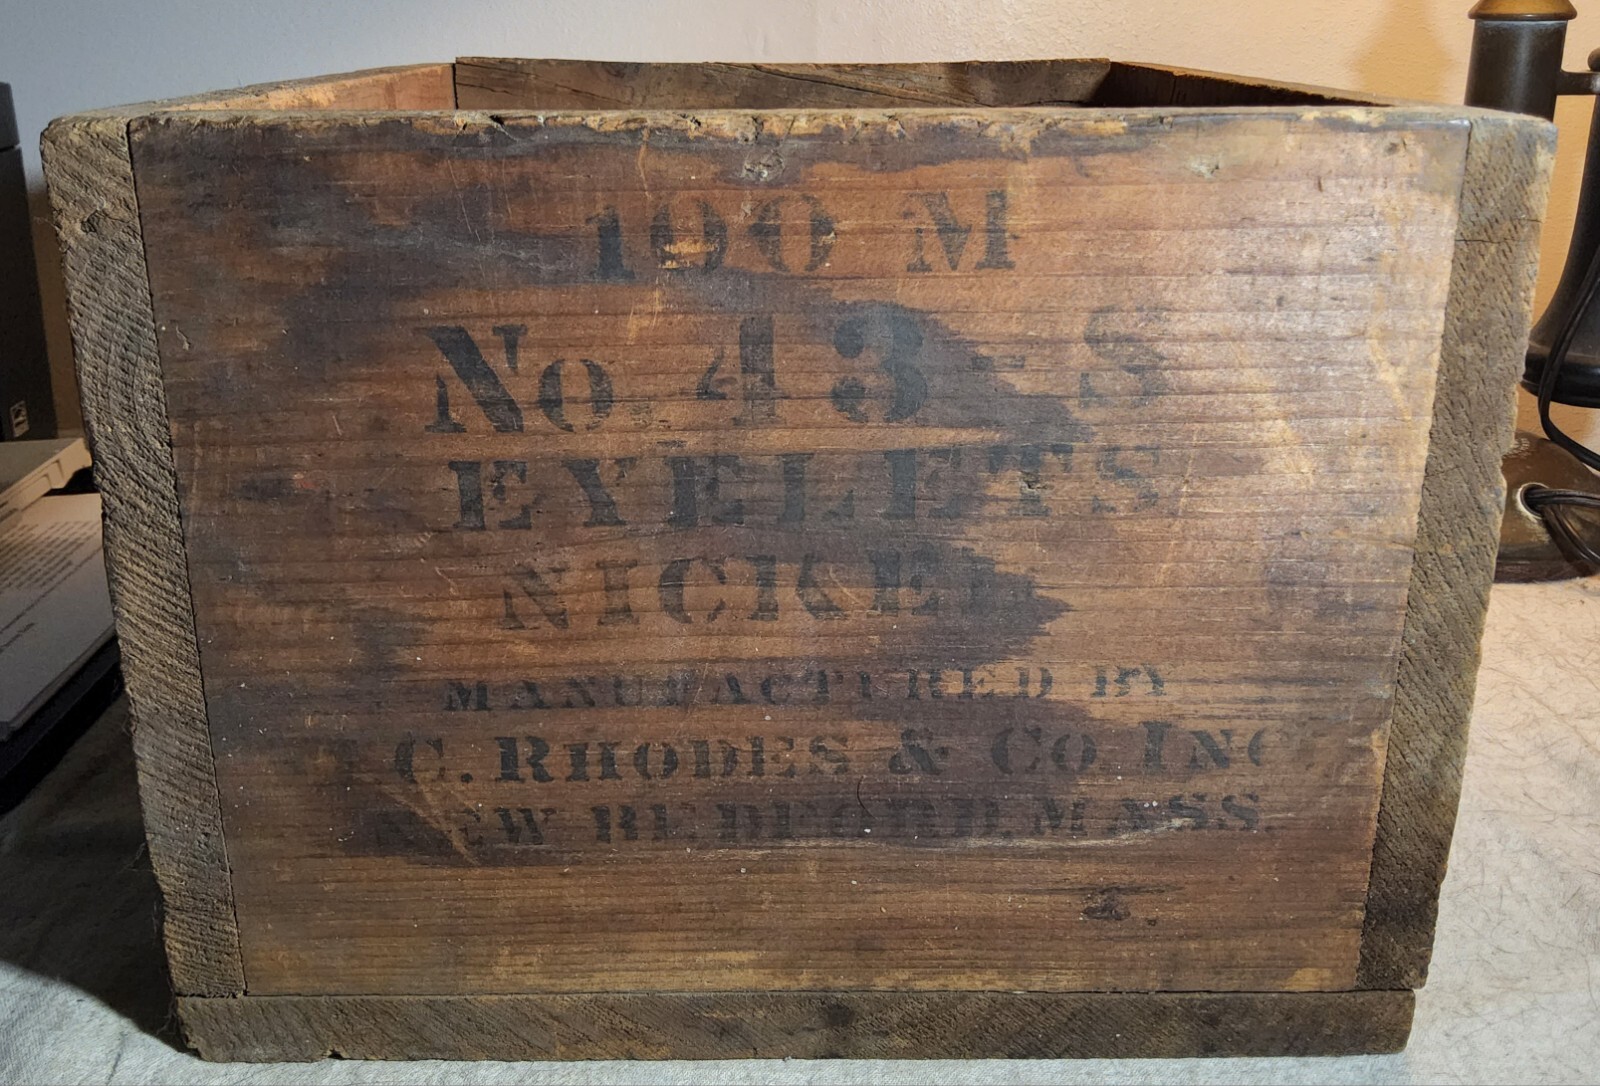 100 M
No. 43 - S
EYELETS
NICKEL
MANUFACTURED BY
C. RHODES & CO INC
NEW BEDFORD, MASS.